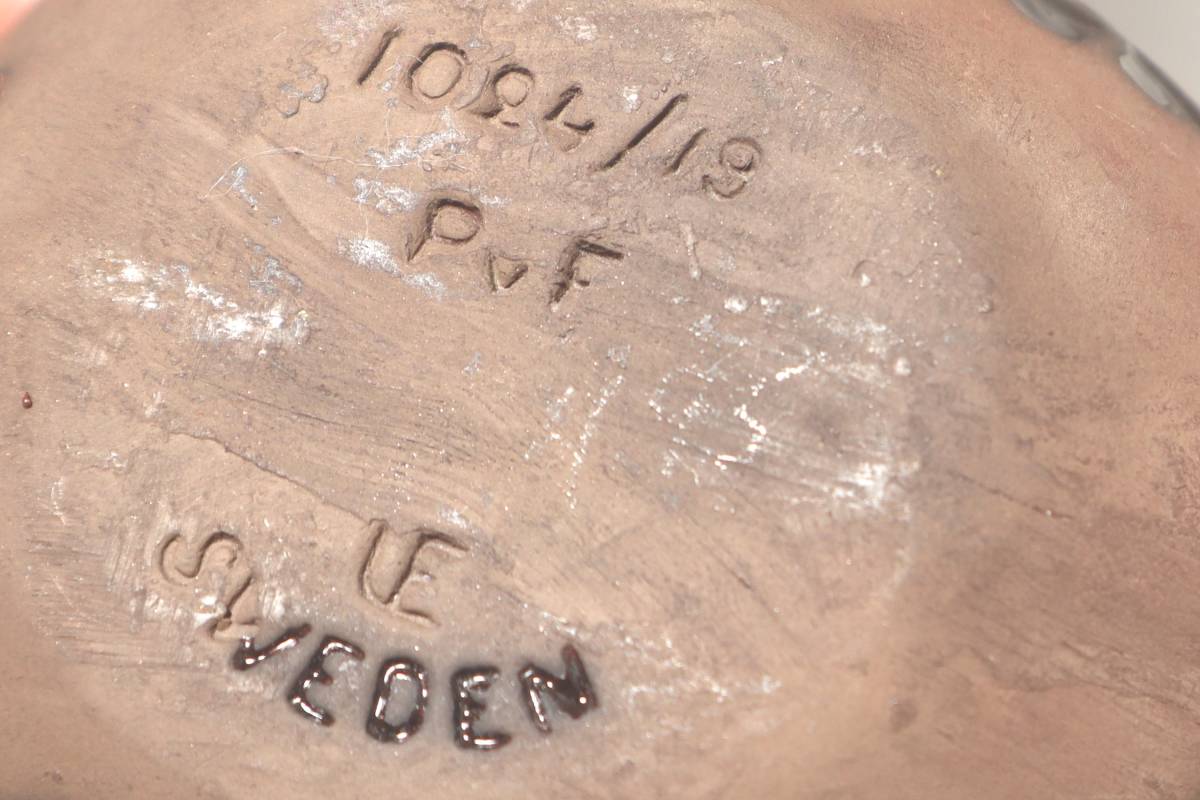 1084/19
PvF
UE
SWEDEN